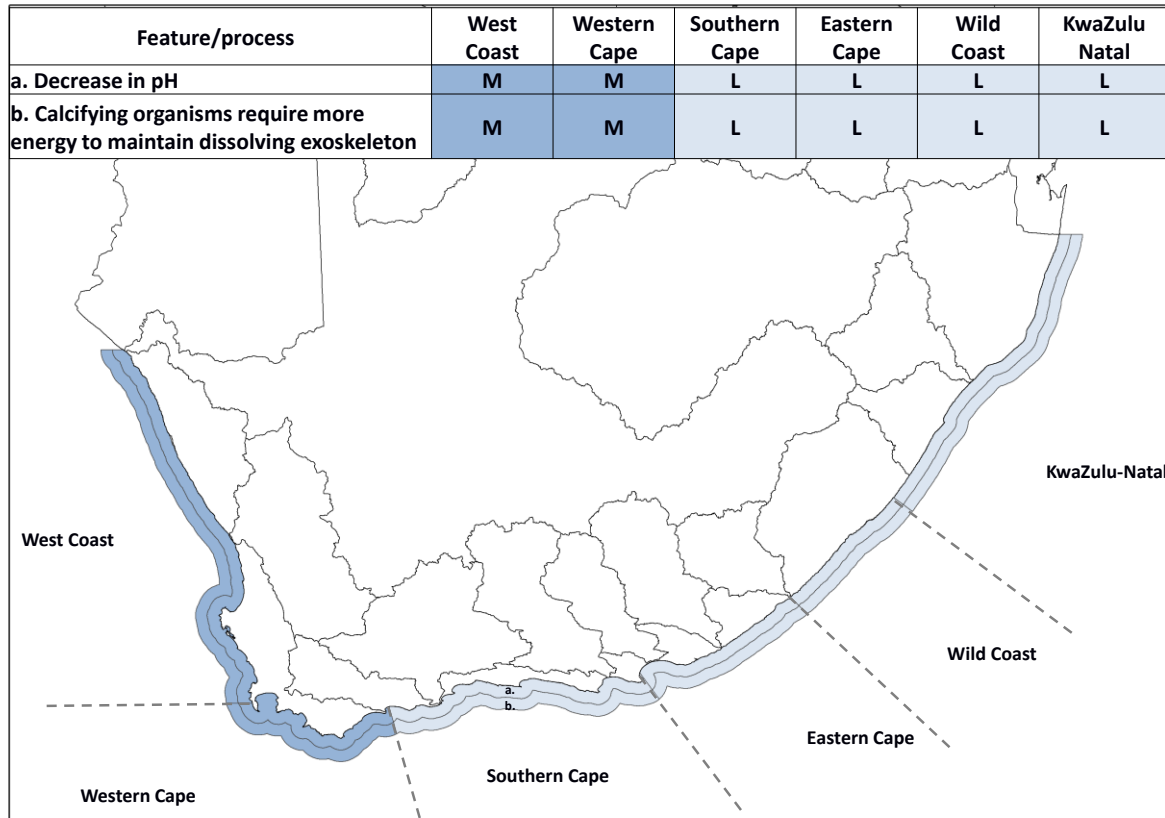 Feature/process
West
Coast
Western
Cape
Southern
Cape
Eastern
Cape
Wild
Coast
KwaZulu
Natal
a. Decrease in pH
M
M
L
L
L
L
b. Calcifying organisms require more
energy to maintain dissolving exoskeleton
M
M
L
L
L
L
KwaZulu-Natal
West Coast
Wild Coast
a.
b.
Eastern Cape
Southern Cape
Western Cape